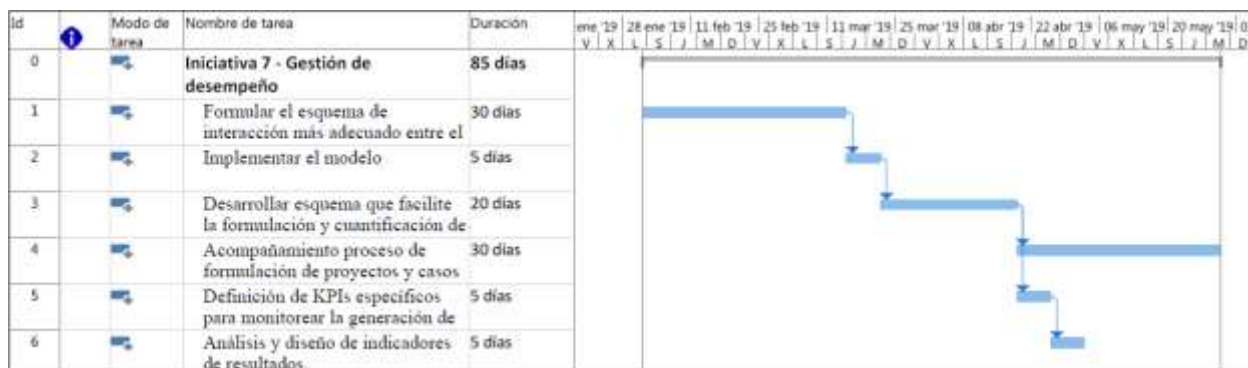 Id Modo de Nombre de tarea Duración ene '19 28 ene '19 11 feb '19 25 feb '19 11 mar '19 25 mar '19 08 abr '19 22 abr '19 06 may '19 20 may '19 0
tarea V X L S J M D V X L S J M D V X L S J M D V X L S J M D
0 Iniciativa 7 - Gestión de 85 días
desempeño
1 Formular el esquema de 30 días
interacción más adecuado entre el
2 Implementar el modelo 5 días
3 Desarrollar esquema que facilite 20 días
la formulación y cuantificación de
4 Acompañamiento proceso de 30 días
formulación de proyectos y casos
5 Definición de KPIs específicos 5 días
para monitorear la generación de
6 Análisis y diseño de indicadores 5 días
de resultados